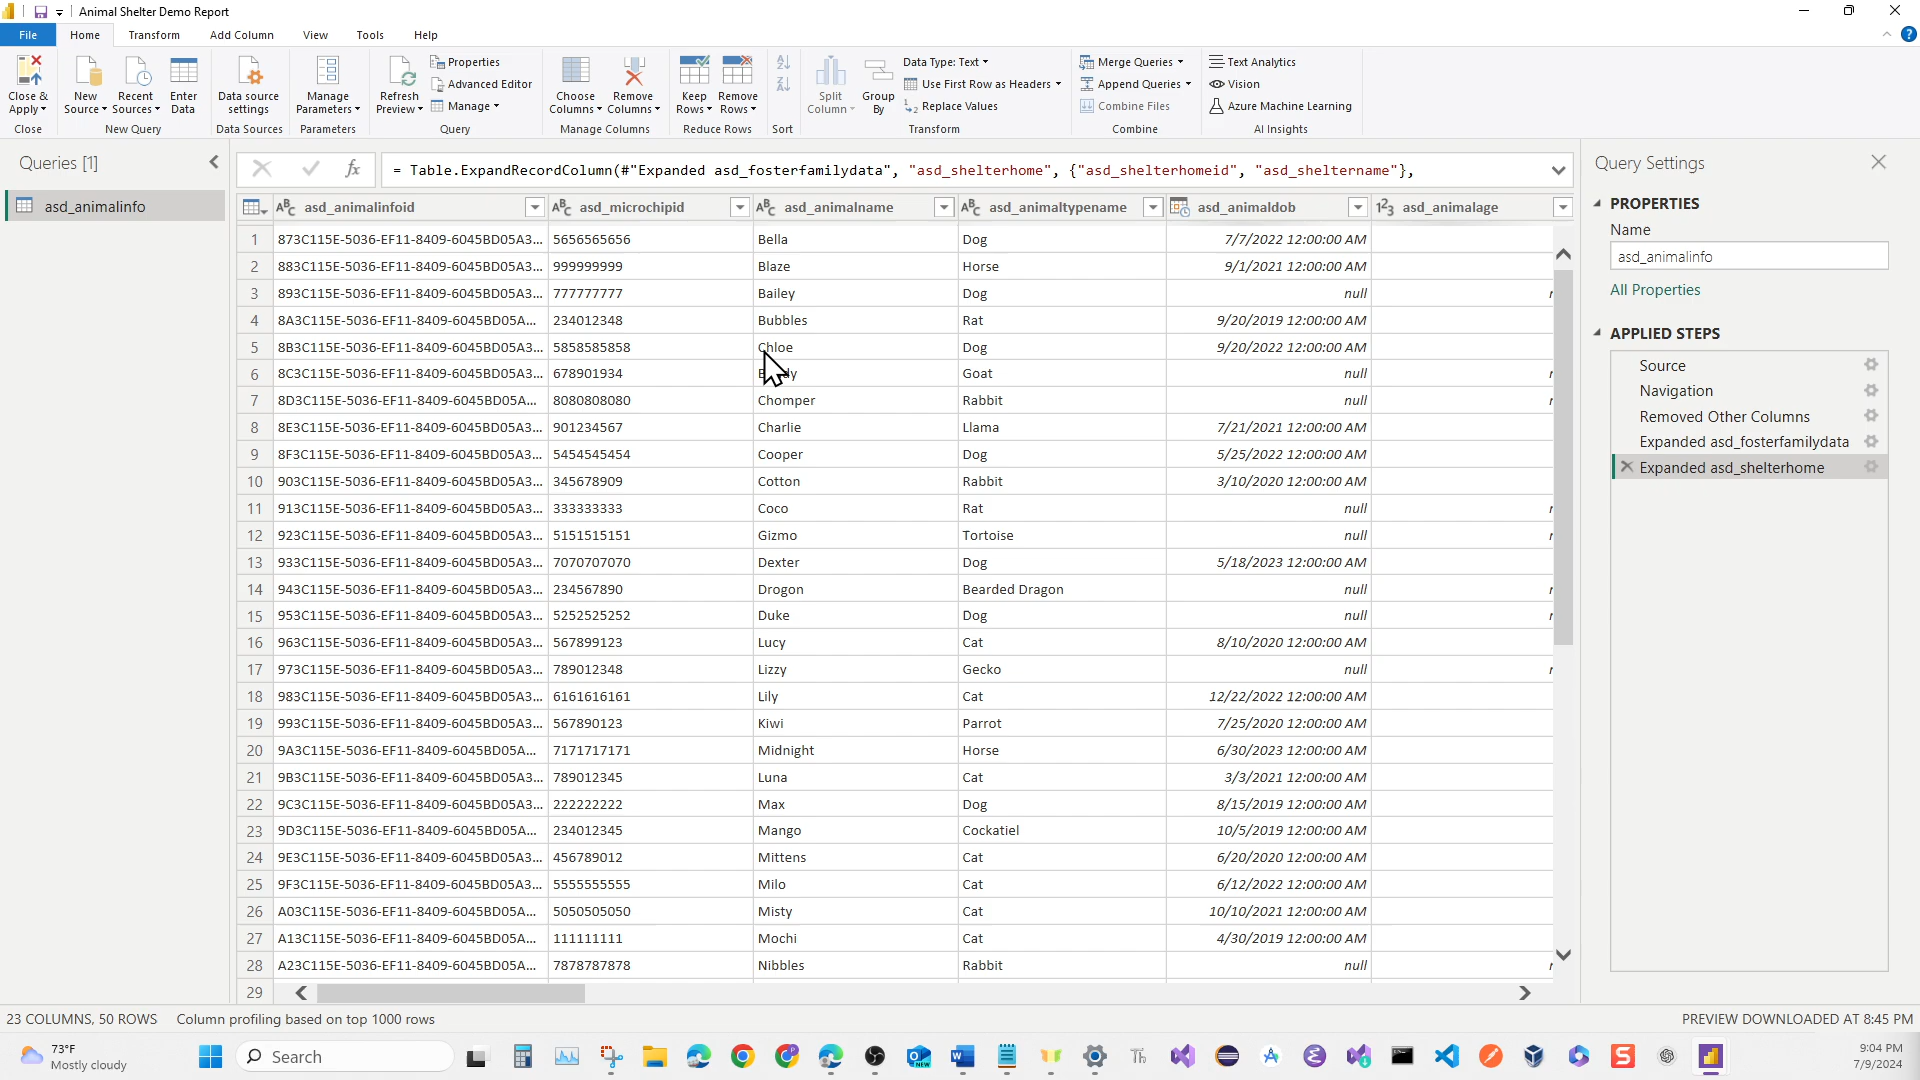 Animal Shelter Demo Report
File Home Transform Add Column View Tools Help
Close & Apply
Close
New Source
Recent Sources
Enter Data
New Query
Data source settings
Data Sources
Manage Parameters
Parameters
Refresh Preview
Properties
Advanced Editor
Manage
Query
Choose Columns
Remove Columns
Manage Columns
Keep Rows
Remove Rows
Reduce Rows
Sort
Split Column
Group By
Data Type: Text
Use First Row as Headers
Replace Values
Transform
Merge Queries
Append Queries
Combine Files
Combine
Text Analytics
Vision
Azure Machine Learning
AI Insights
Queries [1]
asd_animalinfo
fx = Table.ExpandRecordColumn(#"Expanded asd_fosterfamilydata", "asd_shelterhome", {"asd_shelterhomeid", "asd_sheltername"},
asd_animalinfoid asd_microchipid asd_animalname asd_animaltypename asd_animaldob asd_animalage
1 873C115E-5036-EF11-8409-6045BD05A3... 5656565656 Bella Dog 7/7/2022 12:00:00 AM
2 883C115E-5036-EF11-8409-6045BD05A3... 999999999 Blaze Horse 9/1/2021 12:00:00 AM
3 893C115E-5036-EF11-8409-6045BD05A3... 777777777 Bailey Dog null
4 8A3C115E-5036-EF11-8409-6045BD05A... 234012348 Bubbles Rat 9/20/2019 12:00:00 AM
5 8B3C115E-5036-EF11-8409-6045BD05A3... 5858585858 Chloe Dog 9/20/2022 12:00:00 AM
6 8C3C115E-5036-EF11-8409-6045BD05A3... 678901934 Goat null
7 8D3C115E-5036-EF11-8409-6045BD05A... 8080808080 Chomper Rabbit null
8 8E3C115E-5036-EF11-8409-6045BD05A3... 901234567 Charlie Llama 7/21/2021 12:00:00 AM
9 8F3C115E-5036-EF11-8409-6045BD05A3... 5454545454 Cooper Dog 5/25/2022 12:00:00 AM
10 903C115E-5036-EF11-8409-6045BD05A3... 345678909 Cotton Rabbit 3/10/2020 12:00:00 AM
11 913C115E-5036-EF11-8409-6045BD05A3... 333333333 Coco Rat null
12 923C115E-5036-EF11-8409-6045BD05A3... 5151515151 Gizmo Tortoise null
13 933C115E-5036-EF11-8409-6045BD05A3... 7070707070 Dexter Dog 5/18/2023 12:00:00 AM
14 943C115E-5036-EF11-8409-6045BD05A3... 234567890 Drogon Bearded Dragon null
15 953C115E-5036-EF11-8409-6045BD05A3... 5252525252 Duke Dog null
16 963C115E-5036-EF11-8409-6045BD05A3... 567899123 Lucy Cat 8/10/2020 12:00:00 AM
17 973C115E-5036-EF11-8409-6045BD05A3... 789012348 Lizzy Gecko null
18 983C115E-5036-EF11-8409-6045BD05A3... 6161616161 Lily Cat 12/22/2022 12:00:00 AM
19 993C115E-5036-EF11-8409-6045BD05A3... 567890123 Kiwi Parrot 7/25/2020 12:00:00 AM
20 9A3C115E-5036-EF11-8409-6045BD05A... 7171717171 Midnight Horse 6/30/2023 12:00:00 AM
21 9B3C115E-5036-EF11-8409-6045BD05A3... 789012345 Luna Cat 3/3/2021 12:00:00 AM
22 9C3C115E-5036-EF11-8409-6045BD05A3... 222222222 Max Dog 8/15/2019 12:00:00 AM
23 9D3C115E-5036-EF11-8409-6045BD05A... 234012345 Mango Cockatiel 10/5/2019 12:00:00 AM
24 9E3C115E-5036-EF11-8409-6045BD05A3... 456789012 Mittens Cat 6/20/2020 12:00:00 AM
25 9F3C115E-5036-EF11-8409-6045BD05A3... 5555555555 Milo Cat 6/12/2022 12:00:00 AM
26 A03C115E-5036-EF11-8409-6045BD05A... 5050505050 Misty Cat 10/10/2021 12:00:00 AM
27 A13C115E-5036-EF11-8409-6045BD05A... 111111111 Mochi Cat 4/30/2019 12:00:00 AM
28 A23C115E-5036-EF11-8409-6045BD05A... 7878787878 Nibbles Rabbit null
29
Query Settings
PROPERTIES
Name
asd_animalinfo
All Properties
APPLIED STEPS
Source
Navigation
Removed Other Columns
Expanded asd_fosterfamilydata
Expanded asd_shelterhome
23 COLUMNS, 50 ROWS Column profiling based on top 1000 rows PREVIEW DOWNLOADED AT 8:45 PM
73°F
Mostly cloudy
Search
9:04 PM
7/9/2024